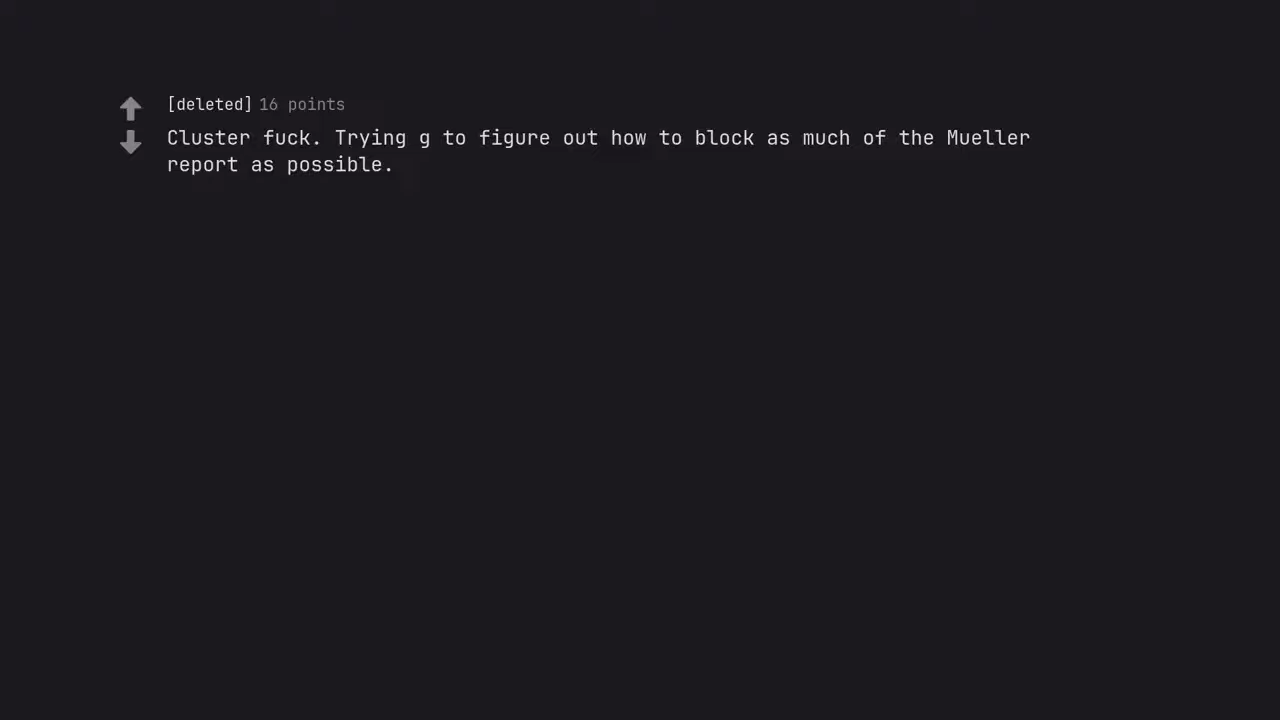 [deleted] 16 points
Cluster fuck. Trying g to figure out how to block as much of the Mueller
report as possible.